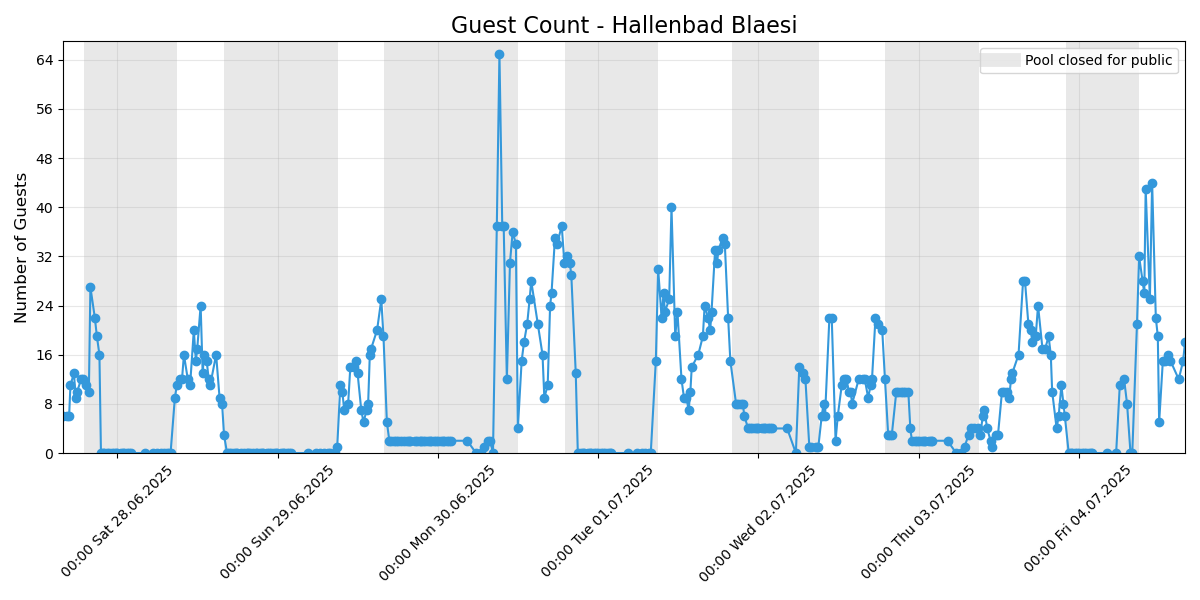 Guest Count - Hallenbad Blaesi
Pool closed for public
Number of Guests
64
56
48
40
32
24
16
8
0
00:00 Sat 28.06.2025
00:00 Sun 29.06.2025
00:00 Mon 30.06.2025
00:00 Tue 01.07.2025
00:00 Wed 02.07.2025
00:00 Thu 03.07.2025
00:00 Fri 04.07.2025